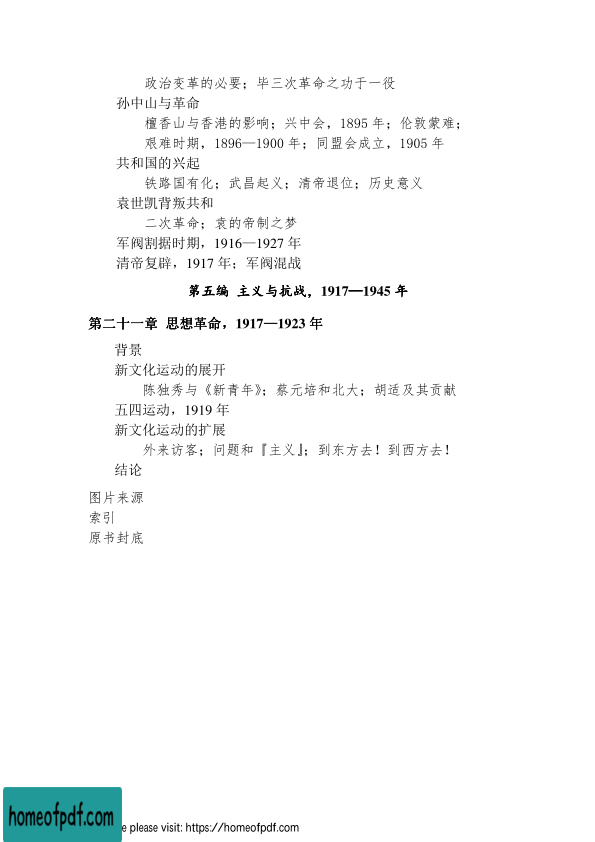 政治变革的必要；毕三次革命之功于一役
孙中山与革命
檀香山与香港的影响；兴中会，1895 年；伦敦蒙难；
艰难时期，1896—1900 年；同盟会成立，1905 年
共和国的兴起
铁路国有化；武昌起义；清帝退位；历史意义
袁世凯背叛共和
二次革命；袁的帝制之梦
军阀割据时期，1916—1927 年
清帝复辟，1917 年；军阀混战
第五编 主义与抗战，1917—1945 年
第二十一章 思想革命，1917—1923 年
背景
新文化运动的展开
陈独秀与《新青年》；蔡元培和北大；胡适及其贡献
五四运动，1919 年
新文化运动的扩展
外来访客；问题和『主义』；到东方去！到西方去！
结论
图片来源
索引
原书封底
homeofpdf.com
e please visit: https://homeofpdf.com